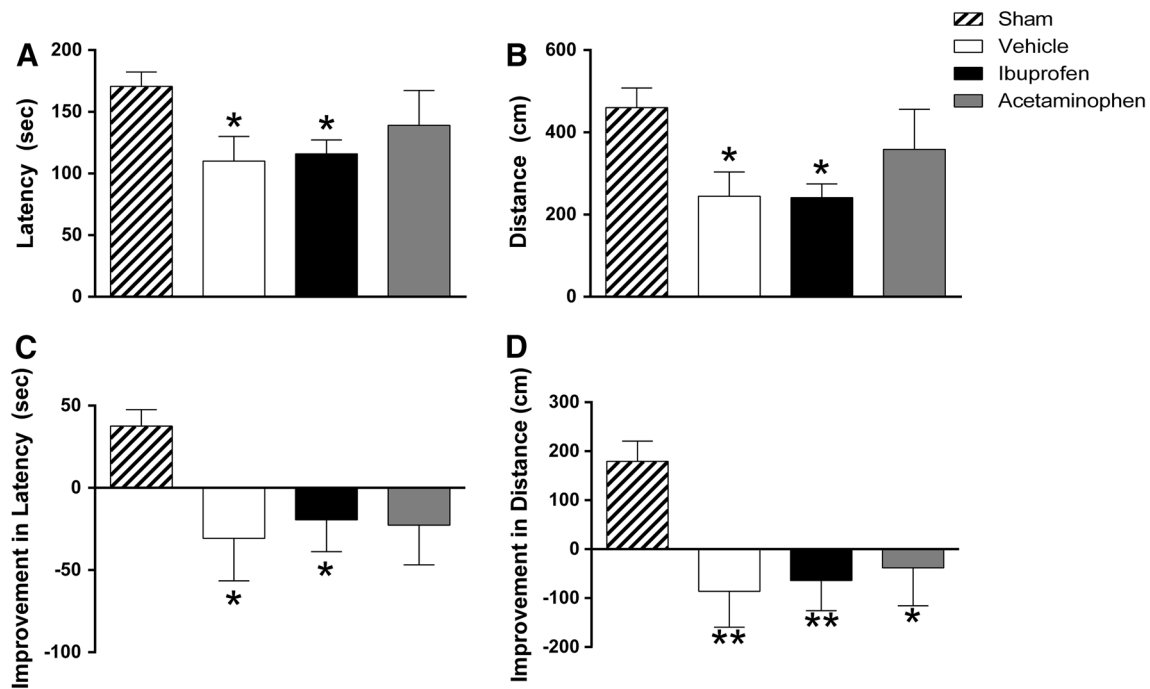 Sham
Vehicle
Ibuprofen
Acetaminophen
A
Latency (sec)
200
150
100
50
0
*
*
B
Distance (cm)
600
400
200
0
*
*
C
Improvement in Latency (sec)
50
0
-50
-100
*
*
D
Improvement in Distance (cm)
300
200
100
0
-100
-200
**
**
*